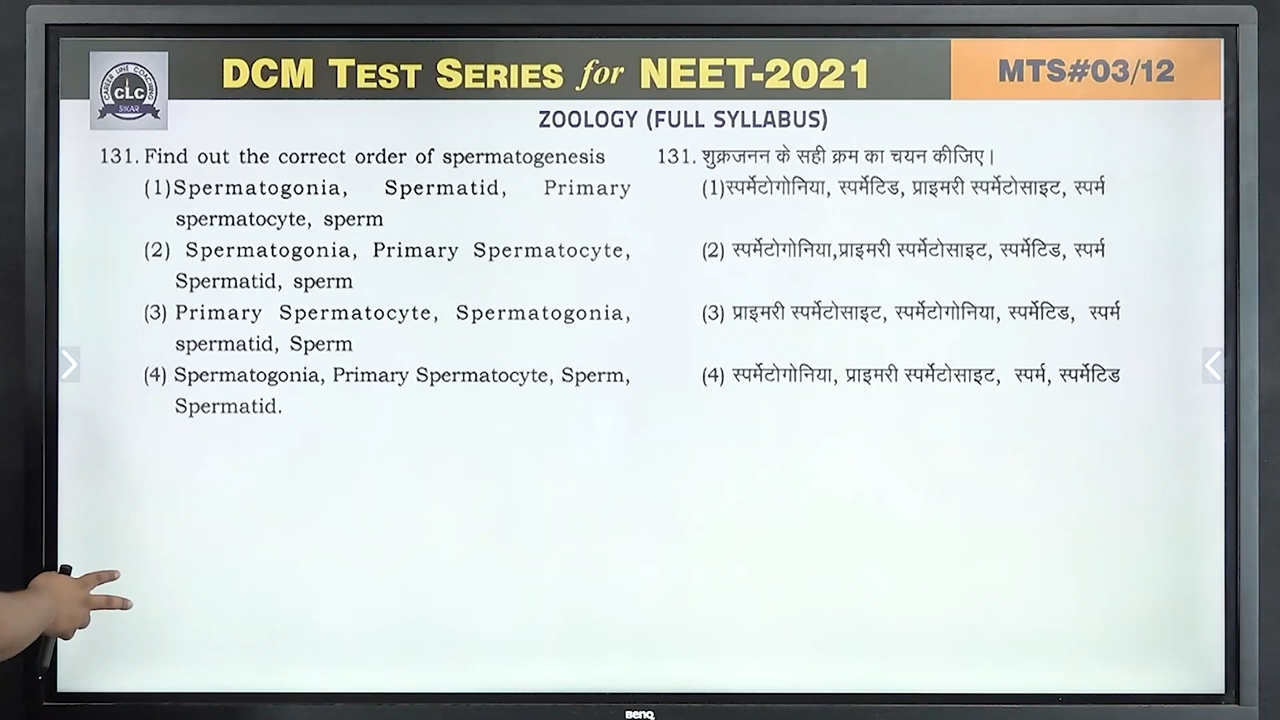 CAREER LINE COACHING
CLC
SIKAR
DCM TEST SERIES for NEET-2021
MTS#03/12
ZOOLOGY (FULL SYLLABUS)
131. Find out the correct order of spermatogenesis
(1)Spermatogonia, Spermatid, Primary
spermatocyte, sperm
(2) Spermatogonia, Primary Spermatocyte,
Spermatid, sperm
(3) Primary Spermatocyte, Spermatogonia,
spermatid, Sperm
(4) Spermatogonia, Primary Spermatocyte, Sperm,
Spermatid.
131. शुक्रजनन के सही क्रम का चयन कीजिए।
(1)स्पर्मेटोगोनिया, स्पर्मेटिड, प्राइमरी स्पर्मेटोसाइट, स्पर्म
(2) स्पर्मेटोगोनिया,प्राइमरी स्पर्मेटोसाइट, स्पर्मेटिड, स्पर्म
(3) प्राइमरी स्पर्मेटोसाइट, स्पर्मेटोगोनिया, स्पर्मेटिड, स्पर्म
(4) स्पर्मेटोगोनिया, प्राइमरी स्पर्मेटोसाइट, स्पर्म, स्पर्मेटिड
BenQ